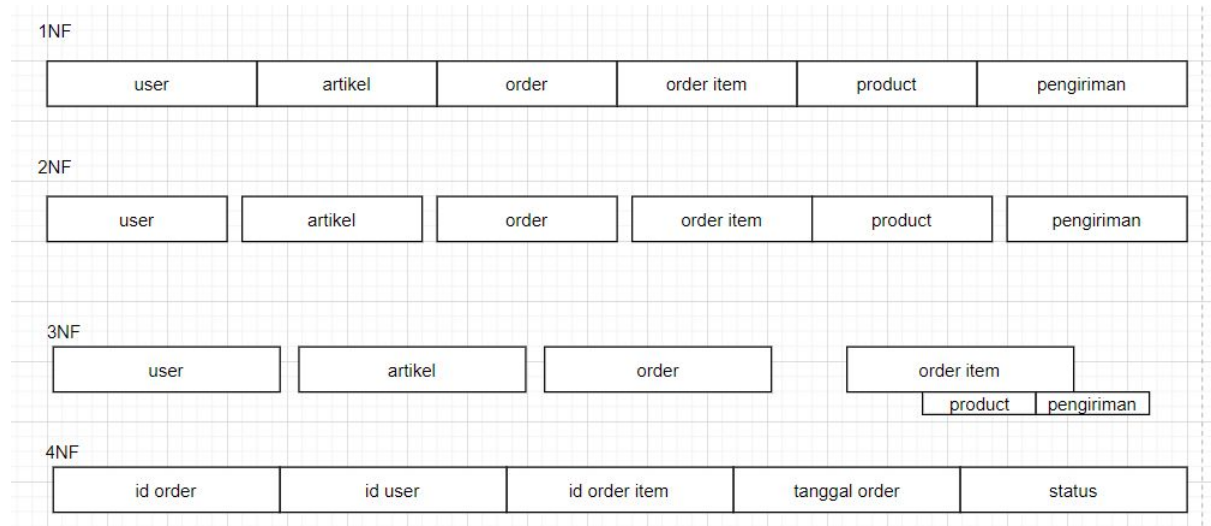 1NF
user artikel order order item product pengiriman
2NF
user artikel order order item product pengiriman
3NF
user artikel order order item
product pengiriman
4NF
id order id user id order item tanggal order status